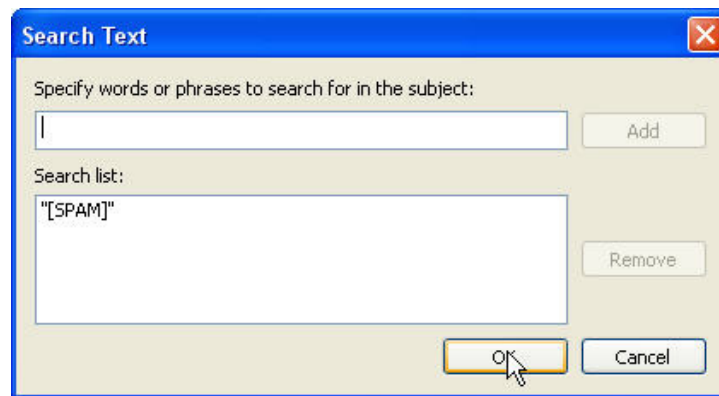 Search Text
Specify words or phrases to search for in the subject:
Add
Search list:
"[SPAM]"
Remove
OK
Cancel